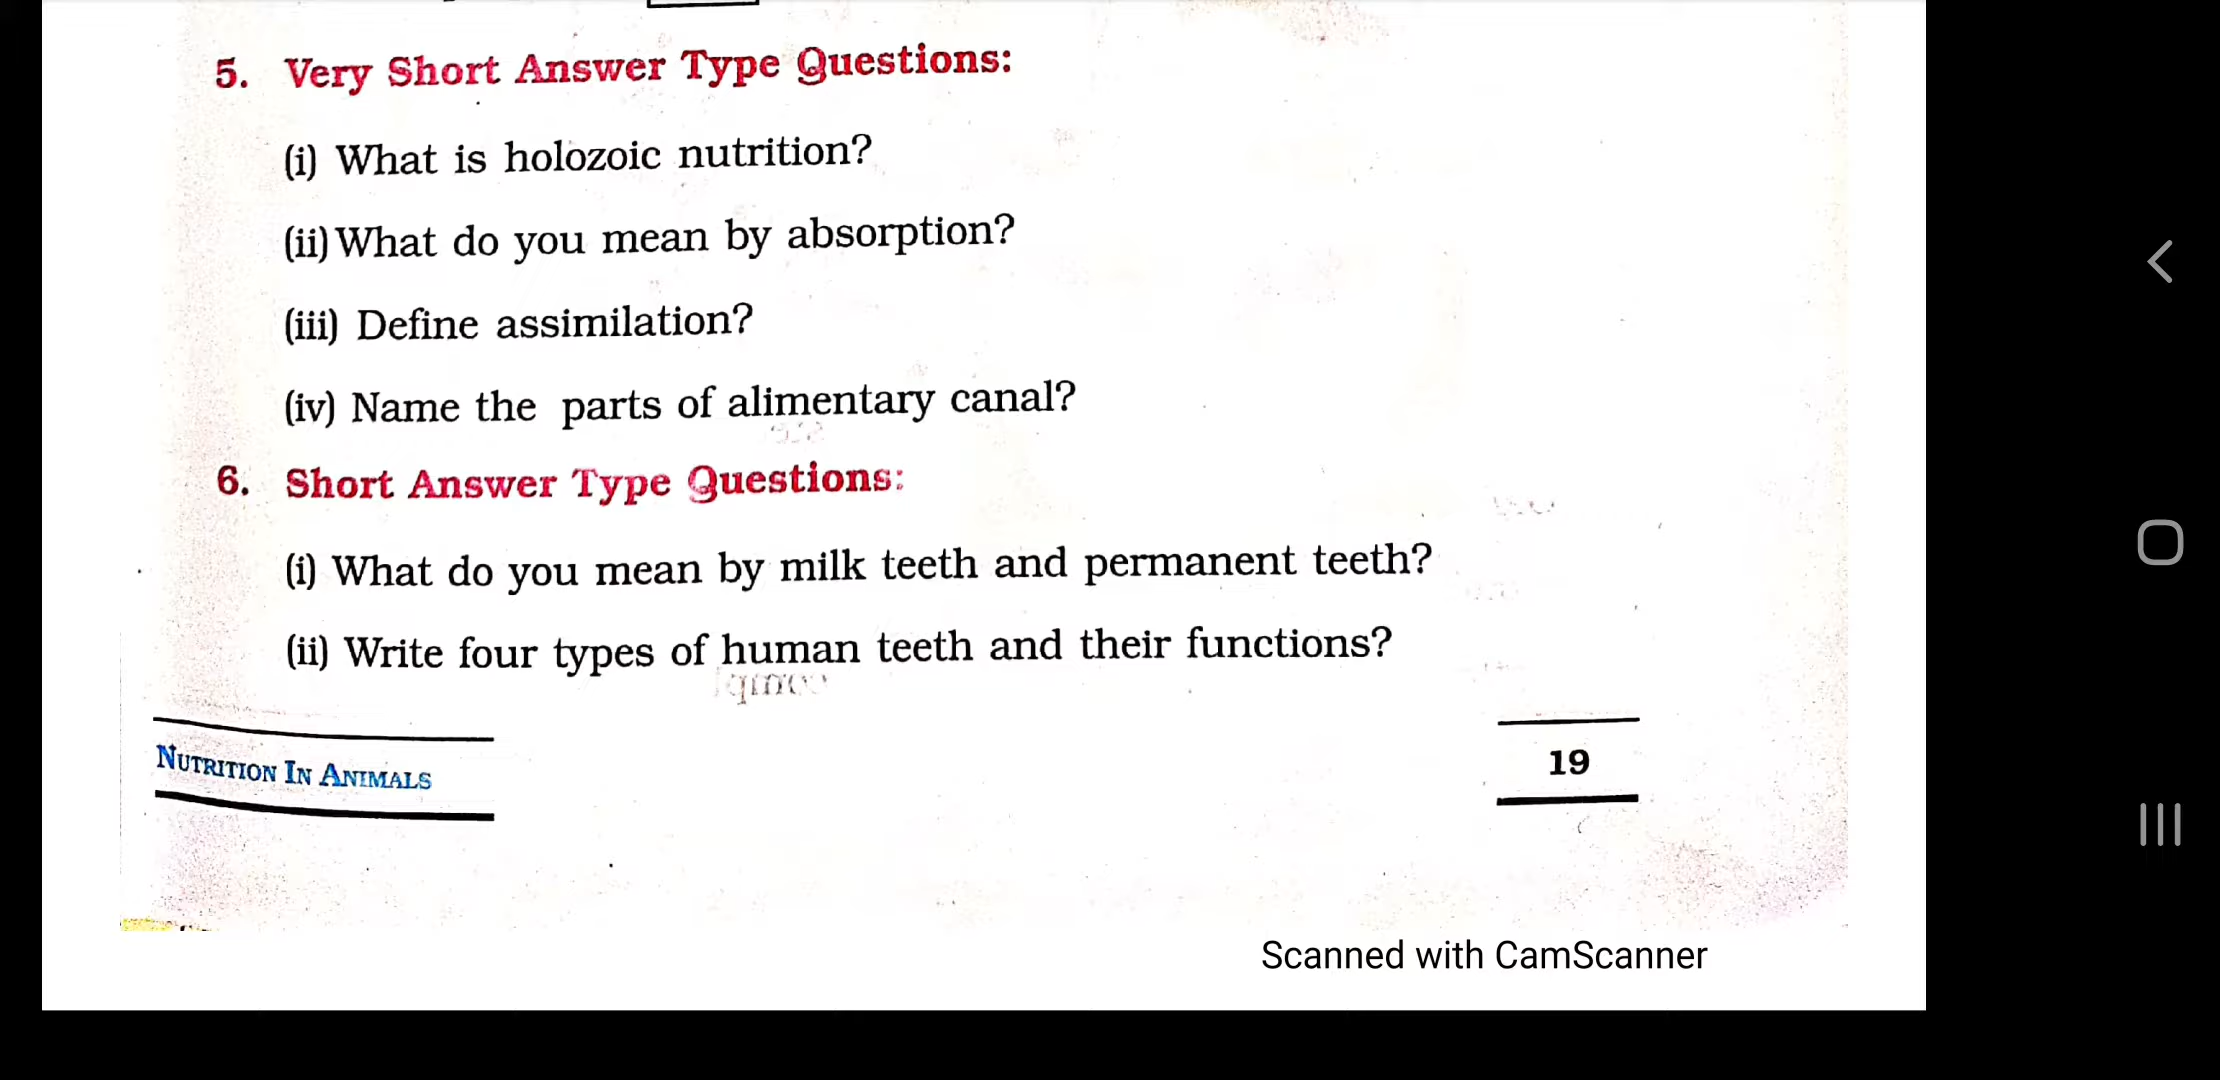 5. Very Short Answer Type Questions:
(i) What is holozoic nutrition?
(ii) What do you mean by absorption?
(iii) Define assimilation?
(iv) Name the parts of alimentary canal?
6. Short Answer Type Questions:
(i) What do you mean by milk teeth and permanent teeth?
(ii) Write four types of human teeth and their functions?
NUTRITION IN ANIMALS
19
Scanned with CamScanner